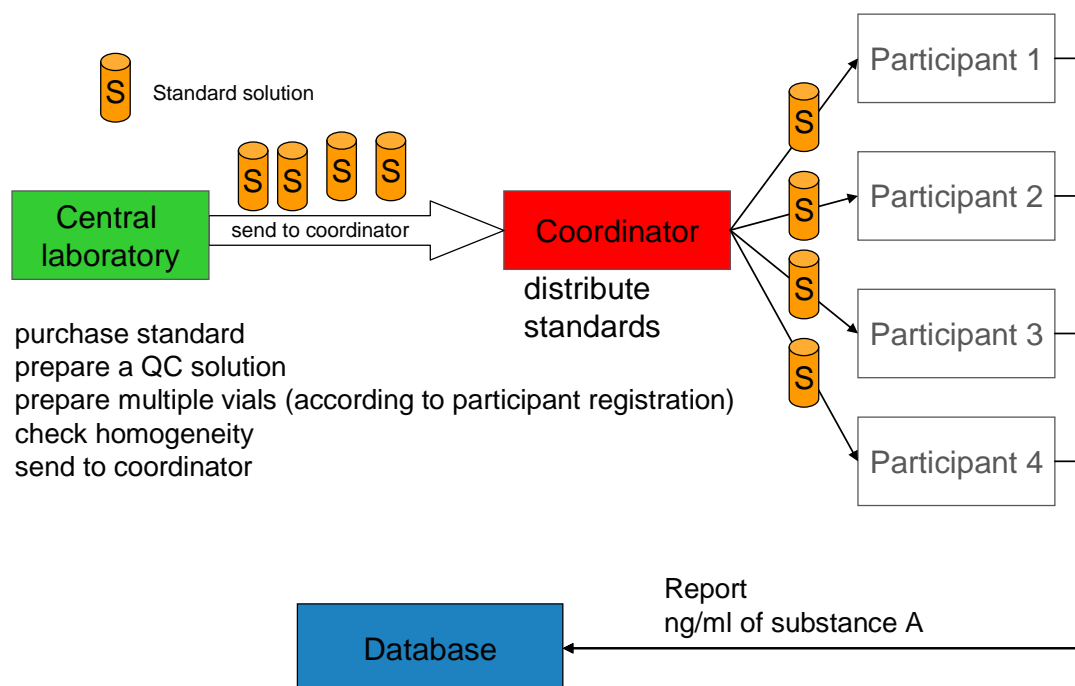 S
Standard solution
S
S
S
S
Central
laboratory
send to coordinator
Coordinator
distribute
standards
purchase standard
prepare a QC solution
prepare multiple vials (according to participant registration)
check homogeneity
send to coordinator
S
S
S
S
Participant 1
Participant 2
Participant 3
Participant 4
Report
ng/ml of substance A
Database